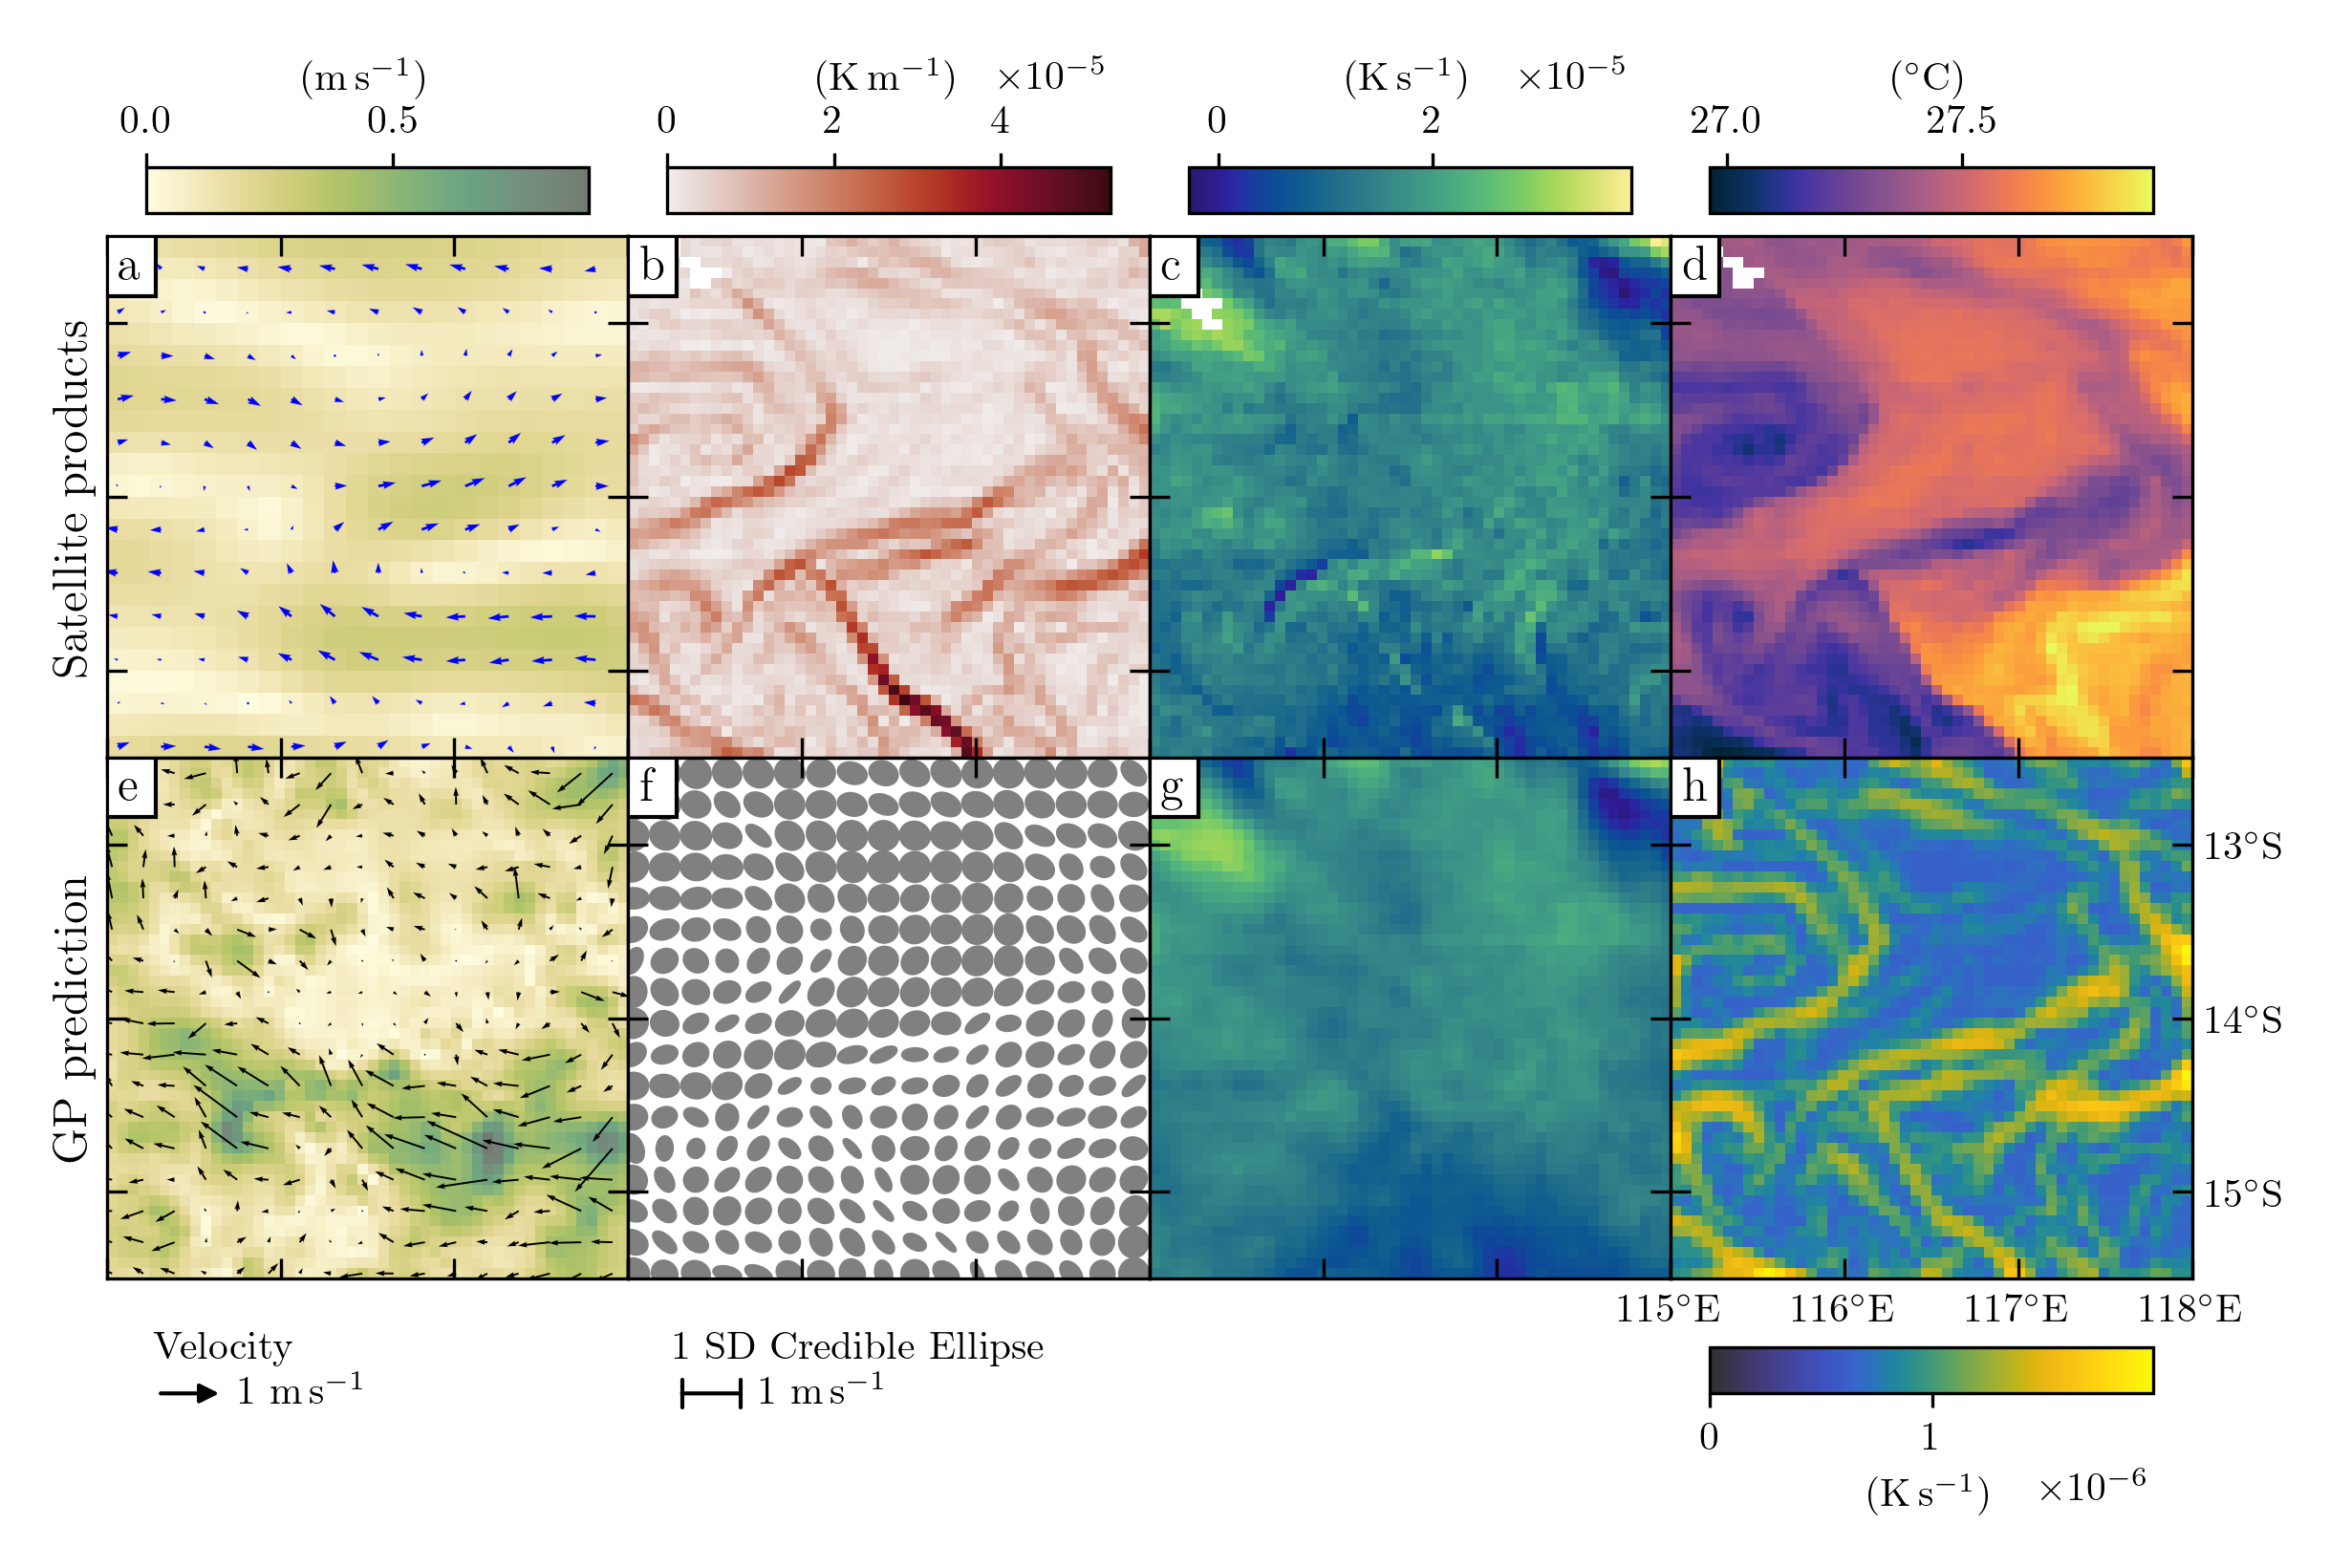 (m s⁻¹)
0.0 0.5
(K m⁻¹) ×10⁻⁵
0 2 4
(K s⁻¹) ×10⁻⁵
0 2
(°C)
27.0 27.5
Satellite products
a
b
c
d
GP prediction
e
f
g
h
13°S
14°S
15°S
115°E 116°E 117°E 118°E
Velocity
1 m s⁻¹
1 SD Credible Ellipse
1 m s⁻¹
0 1
(K s⁻¹) ×10⁻⁶